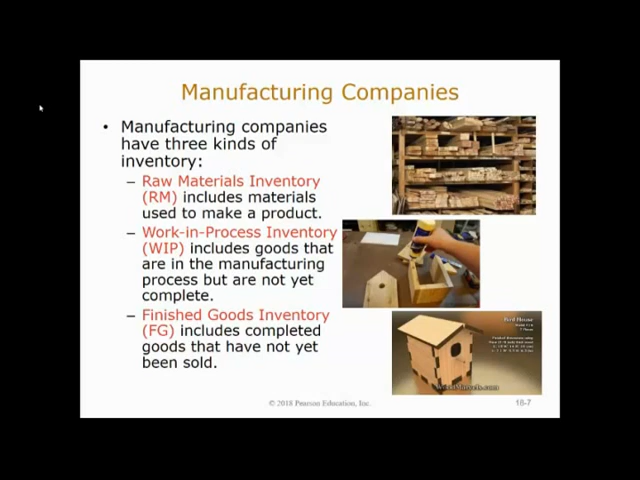 Manufacturing Companies
• Manufacturing companies
have three kinds of
inventory:
– Raw Materials Inventory
(RM) includes materials
used to make a product.
– Work-in-Process Inventory
(WIP) includes goods that
are in the manufacturing
process but are not yet
complete.
– Finished Goods Inventory
(FG) includes completed
goods that have not yet
been sold.
Bird House
© 2018 Pearson Education, Inc.
18-7